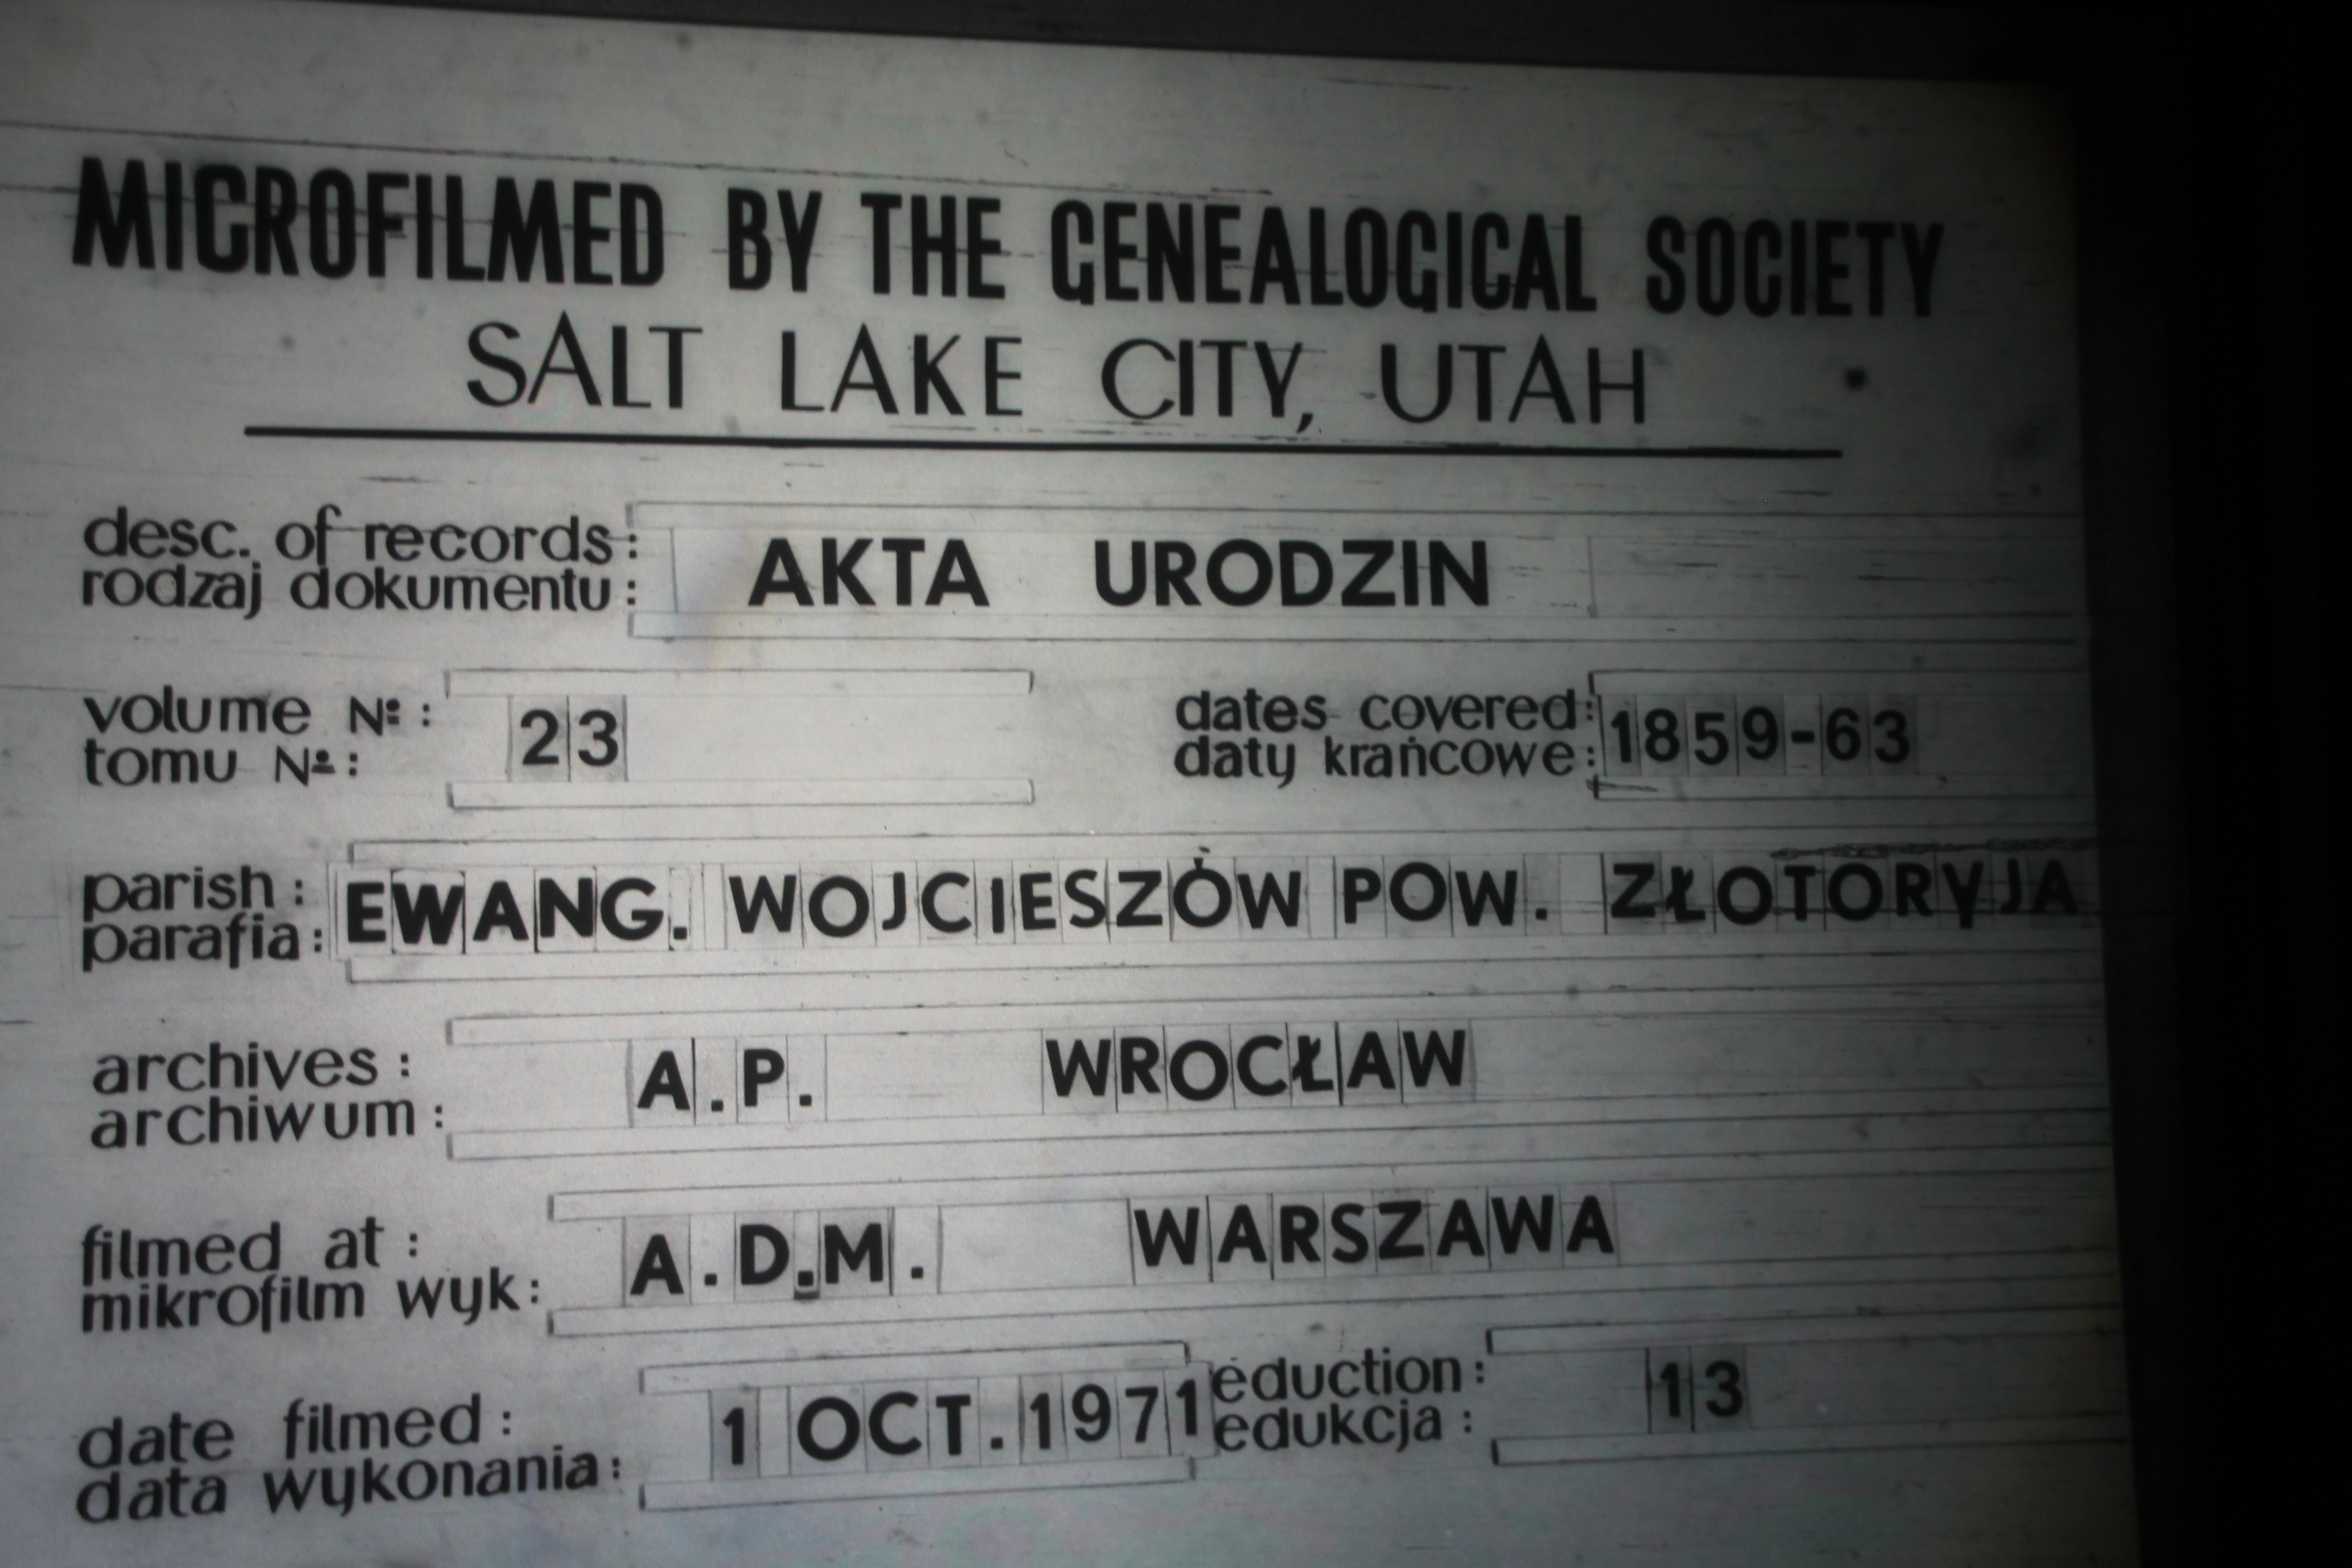 MICROFILMED BY THE GENEALOGICAL SOCIETY
SALT LAKE CITY, UTAH
desc. of records: AKTA URODZIN
rodzaj dokumentu:
volume №: 23
tomu №:
dates covered: 1859-63
daty krańcowe:
parish: EWANG. WOJCIESZÓW POW. ZŁOTORYJA
parafia:
archives: A.P. WROCŁAW
archiwum:
filmed at: A.D.M. WARSZAWA
mikrofilm wyk:
date filmed: 1 OCT. 1971
data wykonania:
eduction: 13
edukcja: